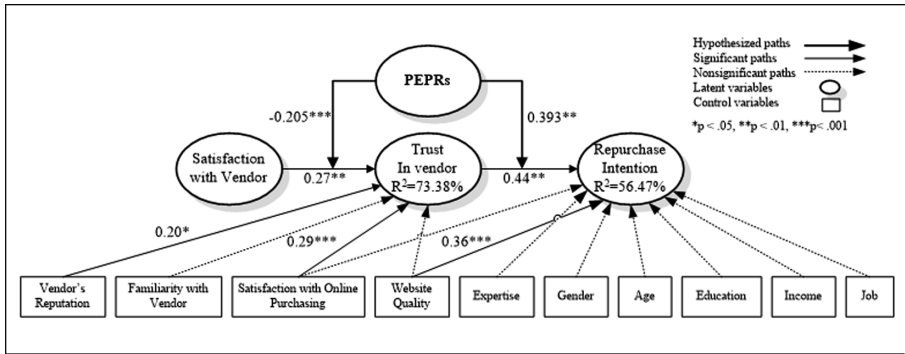 Hypothesized paths
Significant paths
Nonsignificant paths
Latent variables
Control variables
*p < .05, **p < .01, ***p< .001
PEPRs
-0.205***
0.393**
Satisfaction
with Vendor
0.27**
Trust
In vendor
R²=73.38%
0.44**
Repurchase
Intention
R²=56.47%
0.20*
0.29***
0.36***
Vendor's
Reputation
Familiarity with
Vendor
Satisfaction with Online
Purchasing
Website
Quality
Expertise
Gender
Age
Education
Income
Job